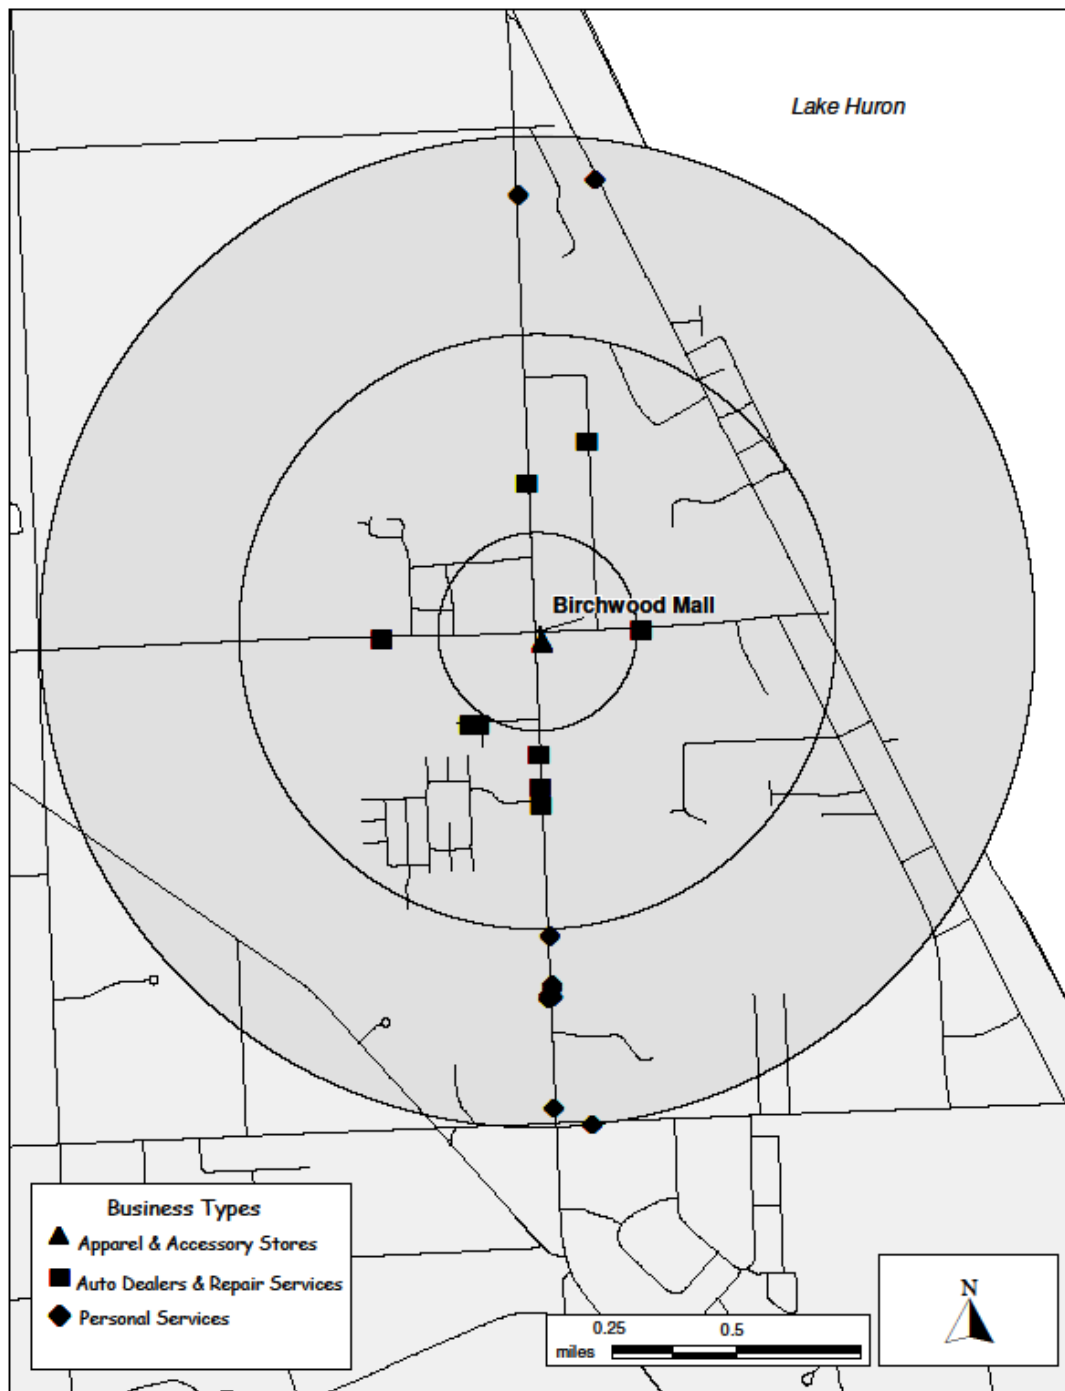 Lake Huron
Birchwood Mall
Business Types
Apparel & Accessory Stores
Auto Dealers & Repair Services
Personal Services
0.25 0.5
miles
N